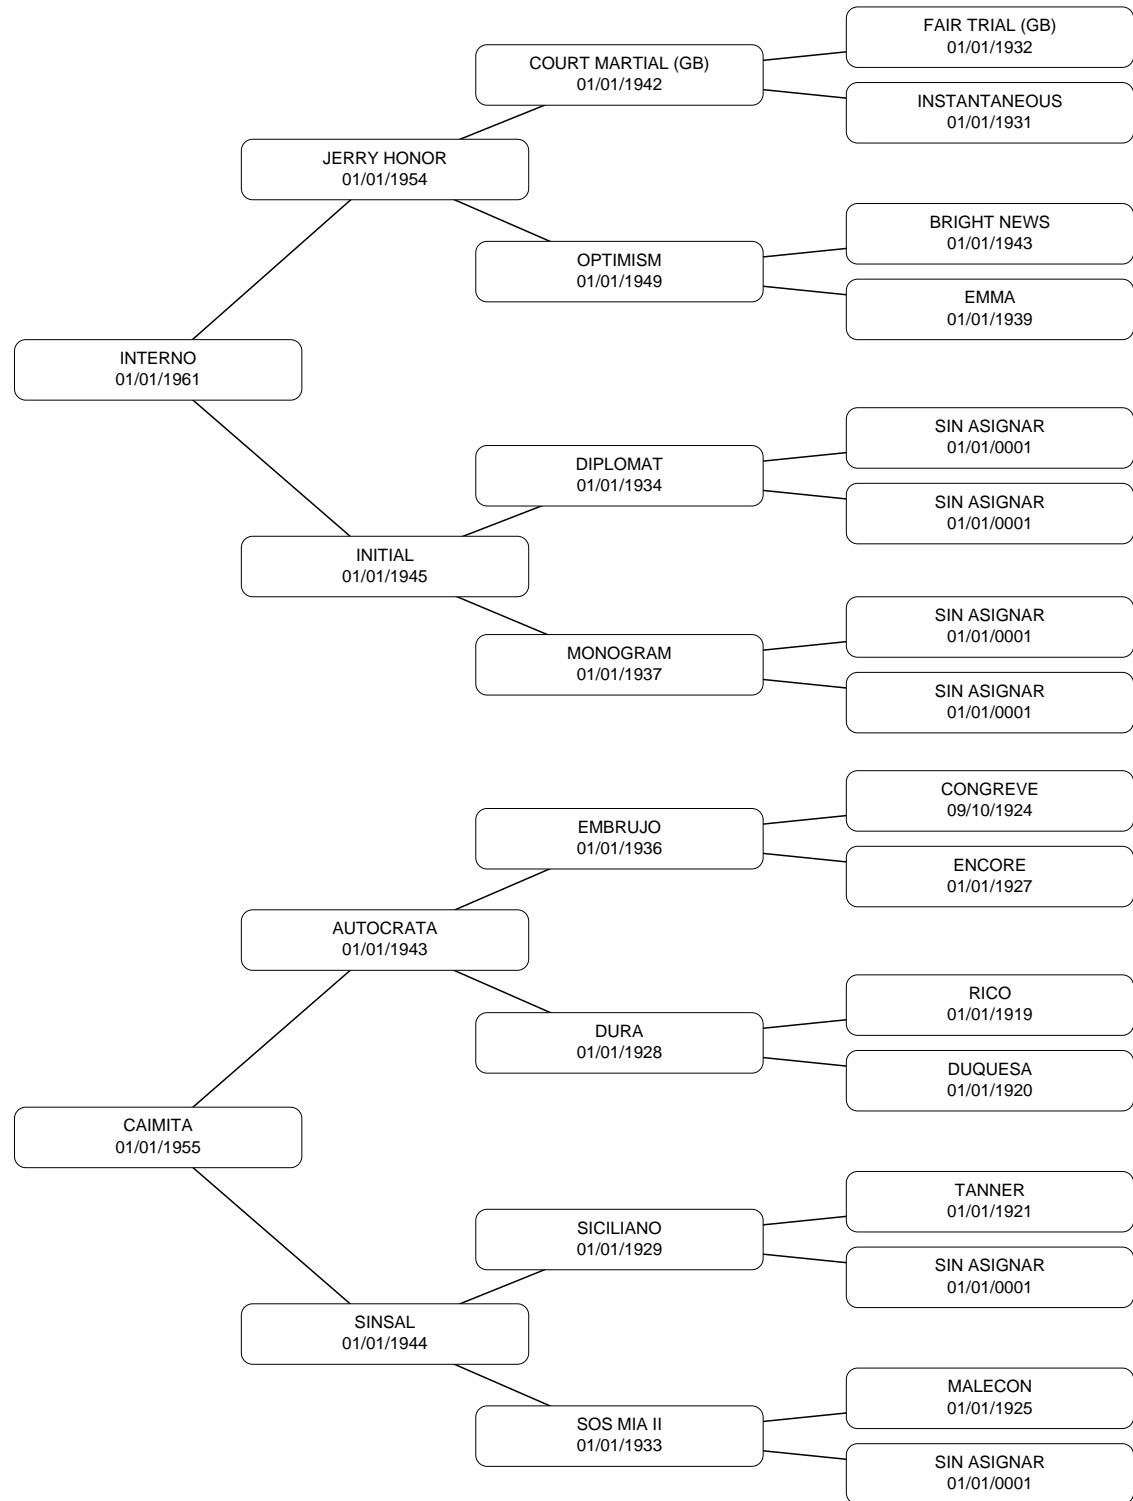 FAIR TRIAL (GB)
01/01/1932
COURT MARTIAL (GB)
01/01/1942
INSTANTANEOUS
01/01/1931
JERRY HONOR
01/01/1954
BRIGHT NEWS
01/01/1943
OPTIMISM
01/01/1949
EMMA
01/01/1939
INTERNO
01/01/1961
SIN ASIGNAR
01/01/0001
DIPLOMAT
01/01/1934
SIN ASIGNAR
01/01/0001
INITIAL
01/01/1945
SIN ASIGNAR
01/01/0001
MONOGRAM
01/01/1937
SIN ASIGNAR
01/01/0001
CONGREVE
09/10/1924
EMBRUJO
01/01/1936
ENCORE
01/01/1927
AUTOCRATA
01/01/1943
RICO
01/01/1919
DURA
01/01/1928
DUQUESA
01/01/1920
CAIMITA
01/01/1955
TANNER
01/01/1921
SICILIANO
01/01/1929
SIN ASIGNAR
01/01/0001
SINSAL
01/01/1944
MALECON
01/01/1925
SOS MIA II
01/01/1933
SIN ASIGNAR
01/01/0001